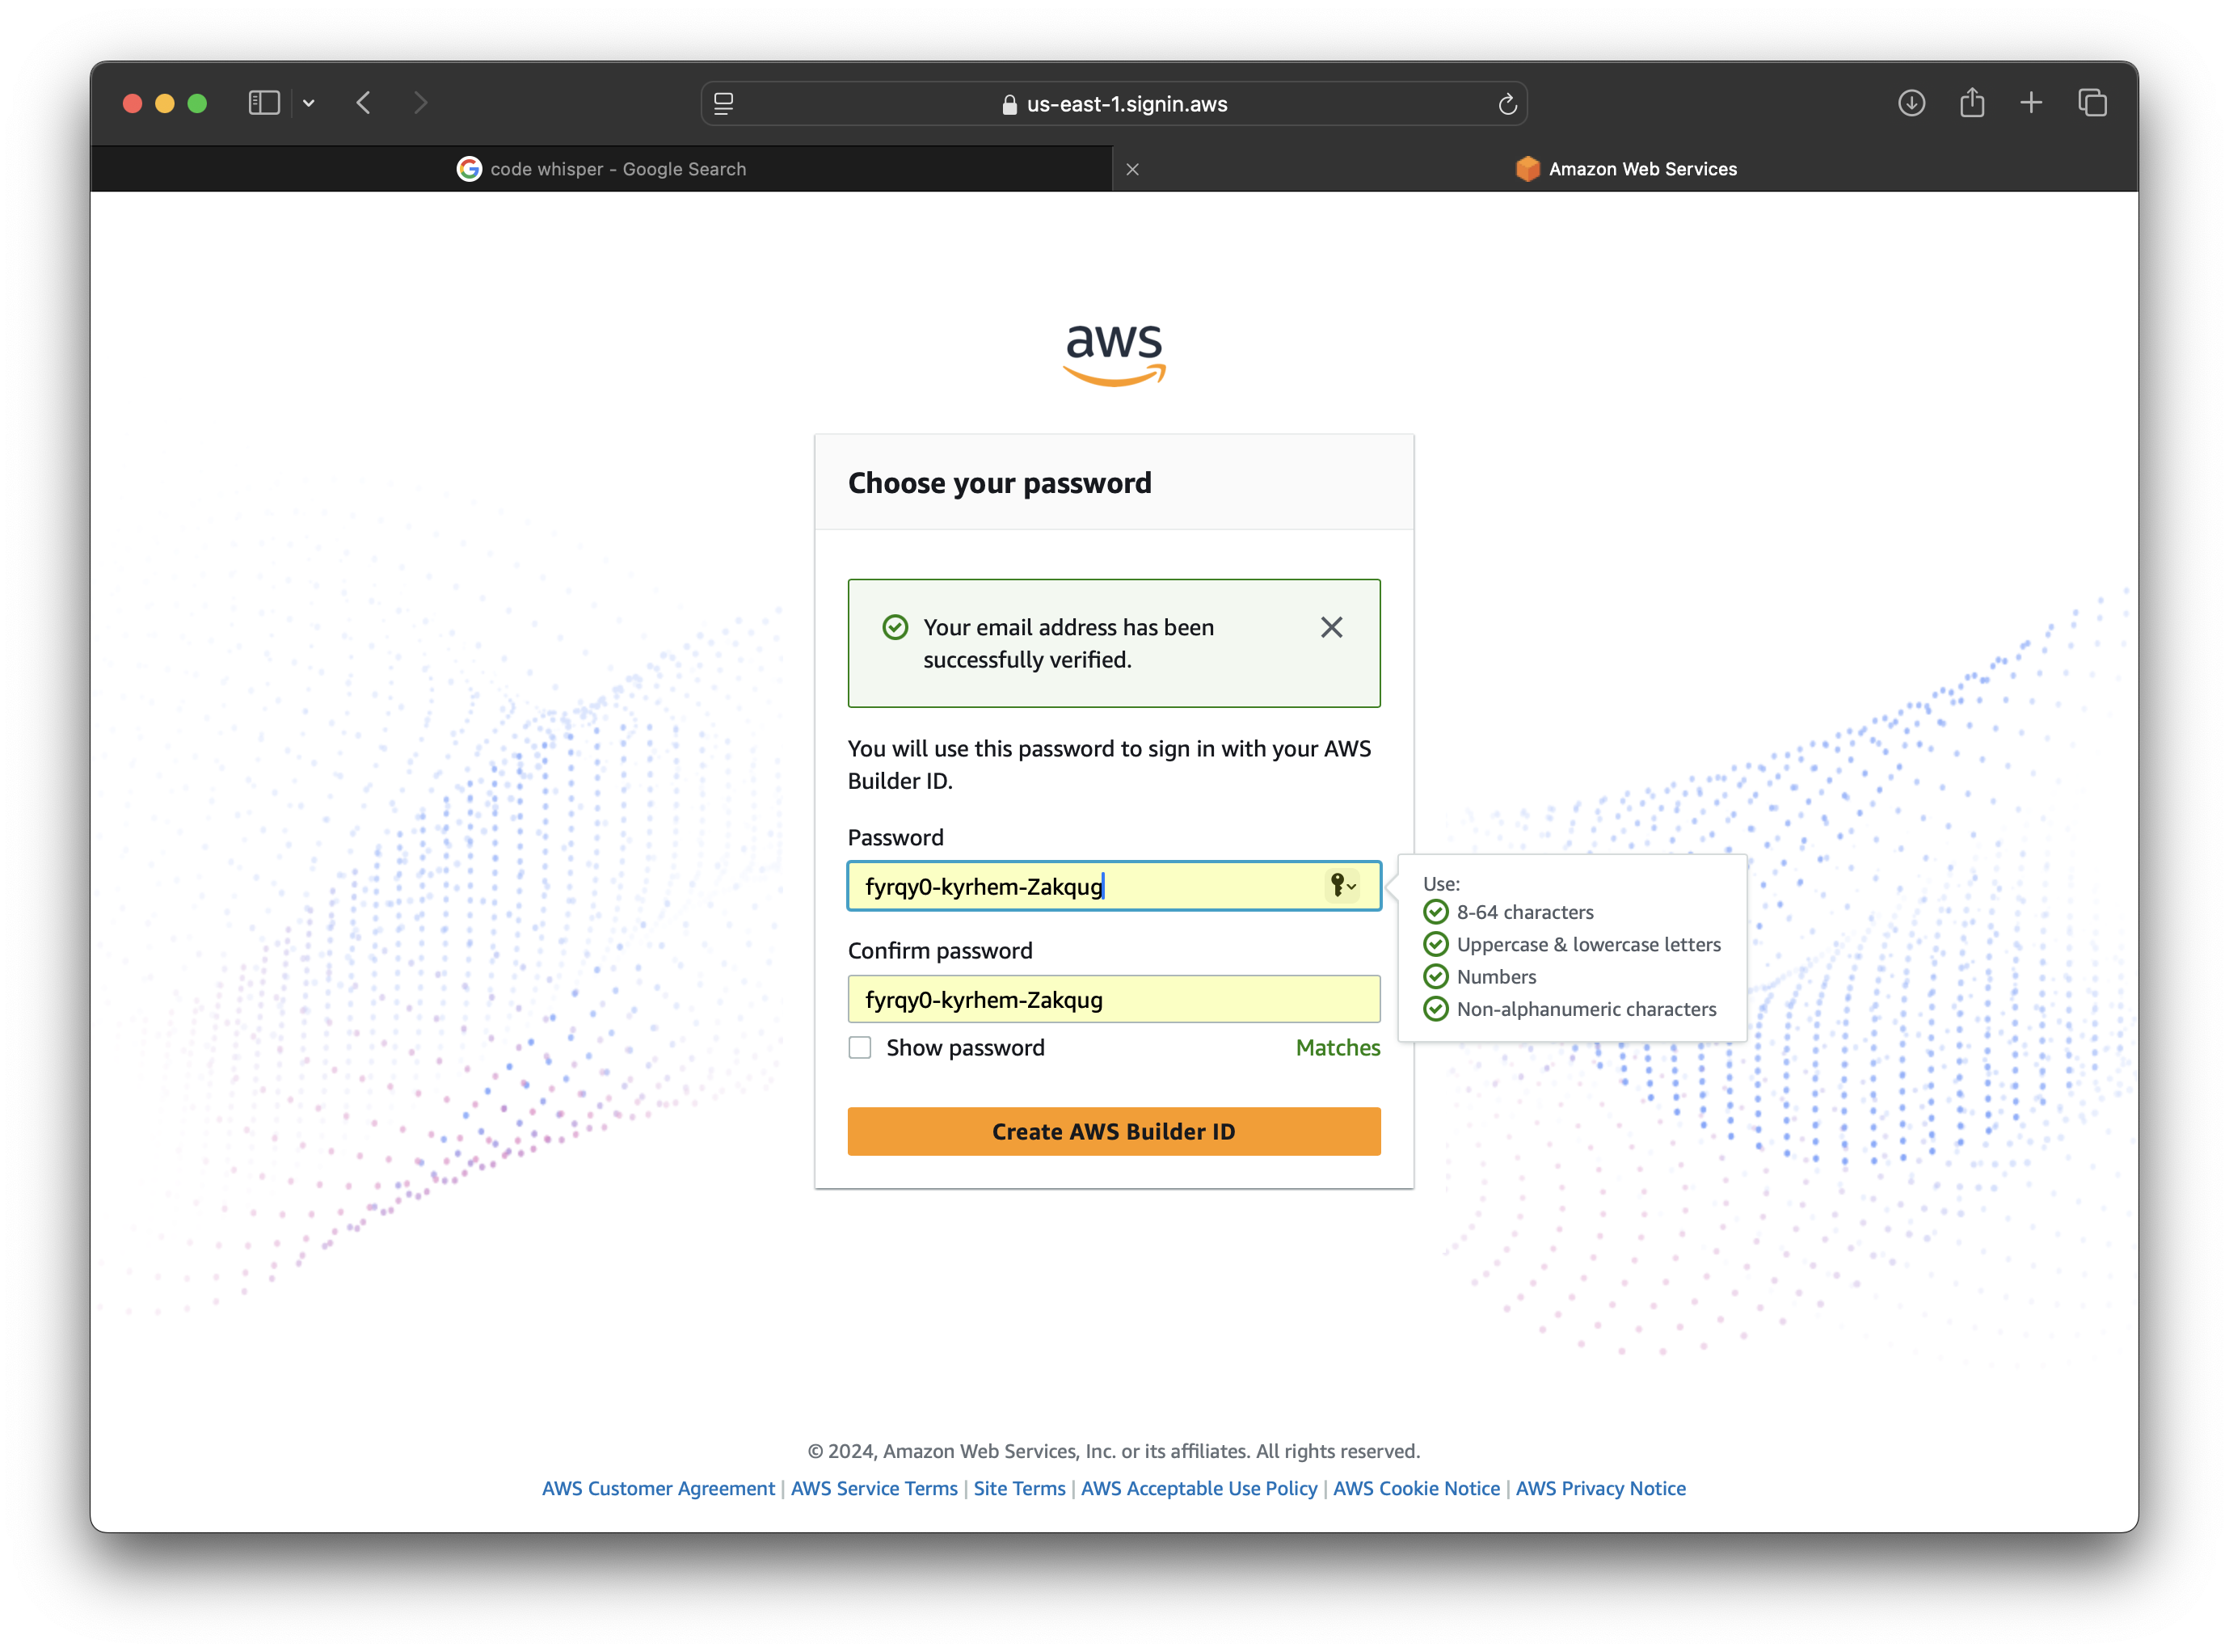 us-east-1.signin.aws
code whisper - Google Search
Amazon Web Services
aws
Choose your password
Your email address has been
successfully verified.
You will use this password to sign in with your AWS
Builder ID.
Password
fyrqy0-kyrhem-Zakqug
Use:
8-64 characters
Uppercase & lowercase letters
Numbers
Non-alphanumeric characters
Confirm password
fyrqy0-kyrhem-Zakqug
Show password
Matches
Create AWS Builder ID
© 2024, Amazon Web Services, Inc. or its affiliates. All rights reserved.
AWS Customer Agreement | AWS Service Terms | Site Terms | AWS Acceptable Use Policy | AWS Cookie Notice | AWS Privacy Notice